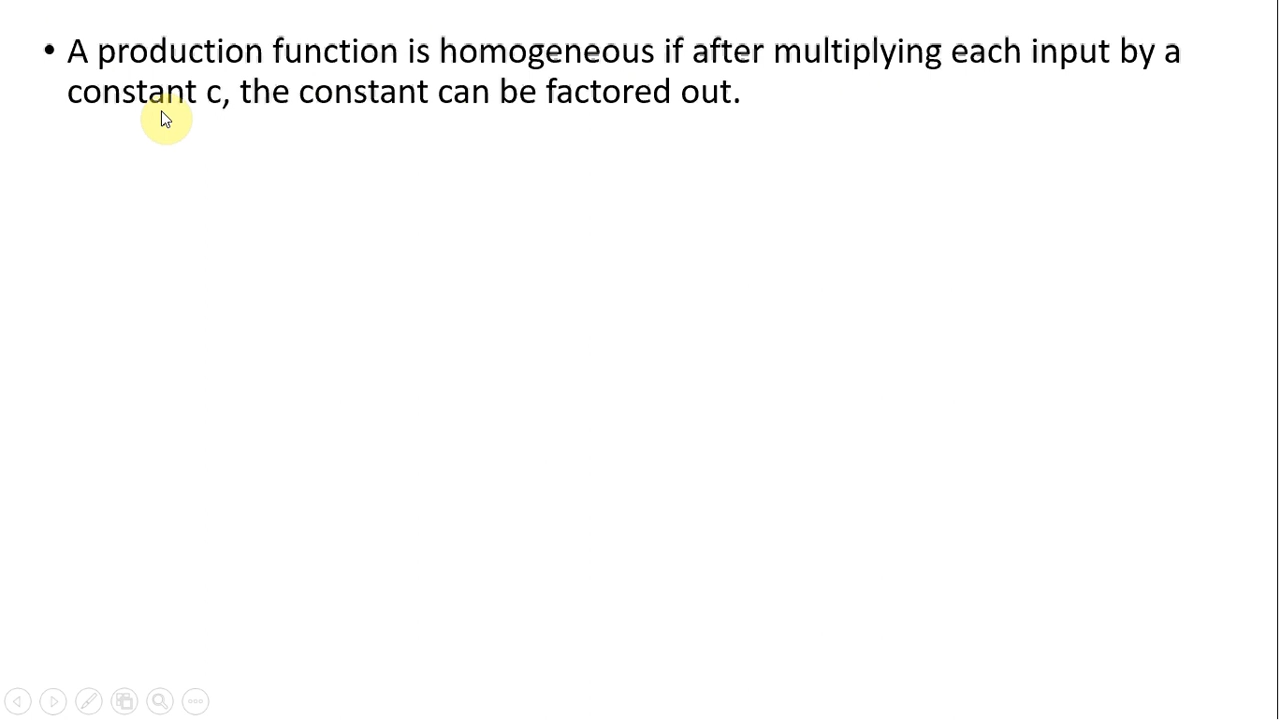 • A production function is homogeneous if after multiplying each input by a
constant c, the constant can be factored out.